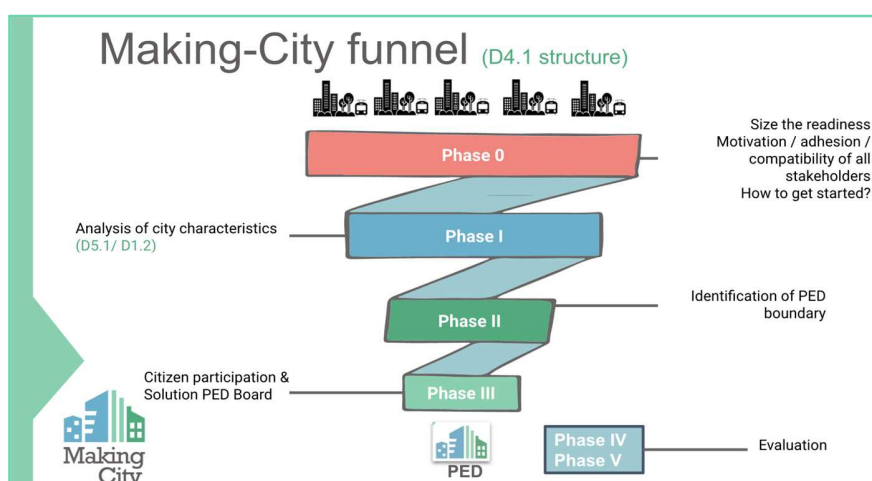 Making-City funnel (D4.1 structure)
Phase 0
Size the readiness
Motivation / adhesion /
compatibility of all
stakeholders
How to get started?
Analysis of city characteristics
(D5.1/ D1.2)
Phase I
Phase II
Identification of PED
boundary
Citizen participation &
Solution PED Board
Phase III
Making
City
PED
Phase IV
Phase V
Evaluation